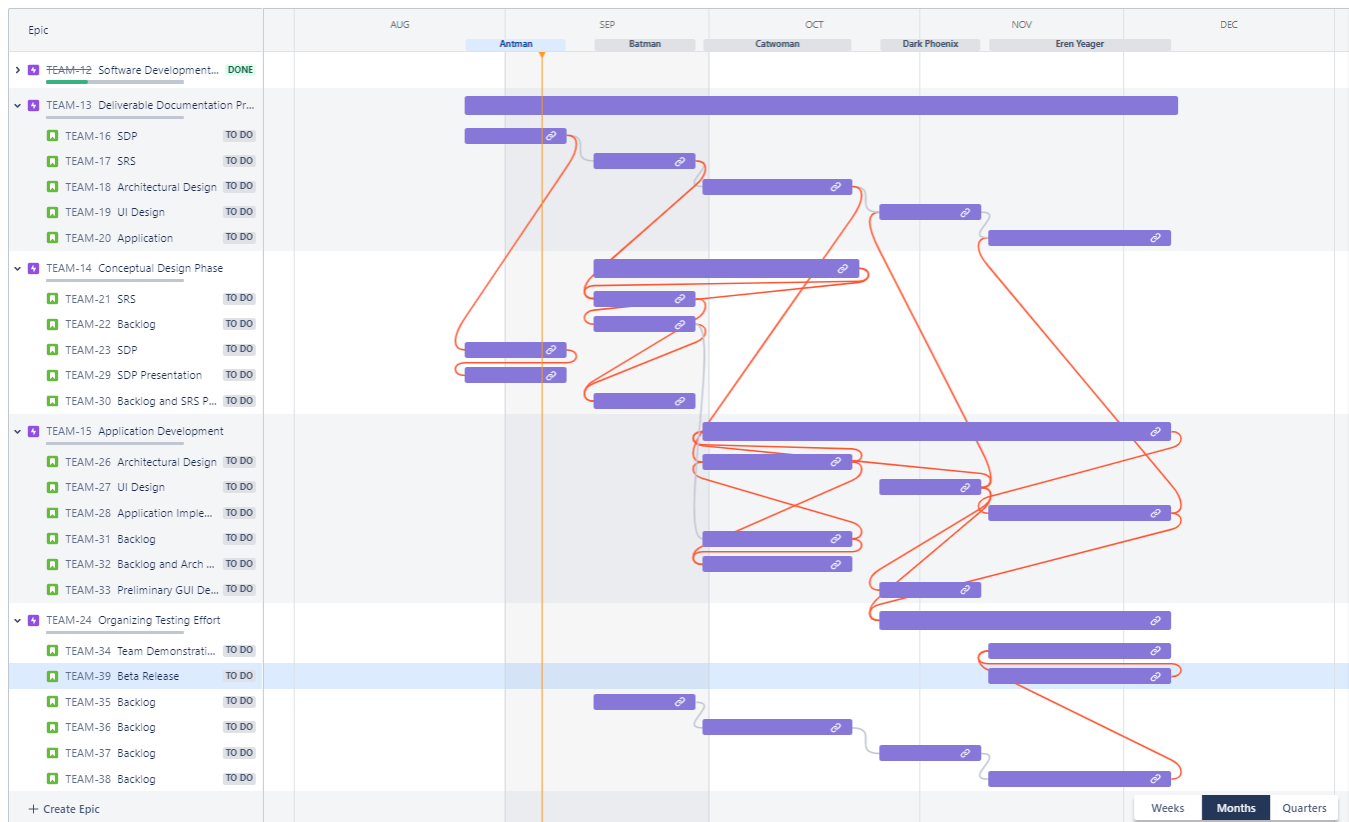 AUG SEP OCT NOV DEC
Epic
Antman Batman Catwoman Dark Phoenix Eren Yeager
TEAM-12 Software Development... DONE
TEAM-13 Deliverable Documentation Pr...
TEAM-16 SDP TO DO
TEAM-17 SRS TO DO
TEAM-18 Architectural Design TO DO
TEAM-19 UI Design TO DO
TEAM-20 Application TO DO
TEAM-14 Conceptual Design Phase
TEAM-21 SRS TO DO
TEAM-22 Backlog TO DO
TEAM-23 SDP TO DO
TEAM-29 SDP Presentation TO DO
TEAM-30 Backlog and SRS P... TO DO
TEAM-15 Application Development
TEAM-26 Architectural Design TO DO
TEAM-27 UI Design TO DO
TEAM-28 Application Imple... TO DO
TEAM-31 Backlog TO DO
TEAM-32 Backlog and Arch ... TO DO
TEAM-33 Preliminary GUI De... TO DO
TEAM-24 Organizing Testing Effort
TEAM-34 Team Demonstrati... TO DO
TEAM-39 Beta Release TO DO
TEAM-35 Backlog TO DO
TEAM-36 Backlog TO DO
TEAM-37 Backlog TO DO
TEAM-38 Backlog TO DO
+ Create Epic
Weeks Months Quarters